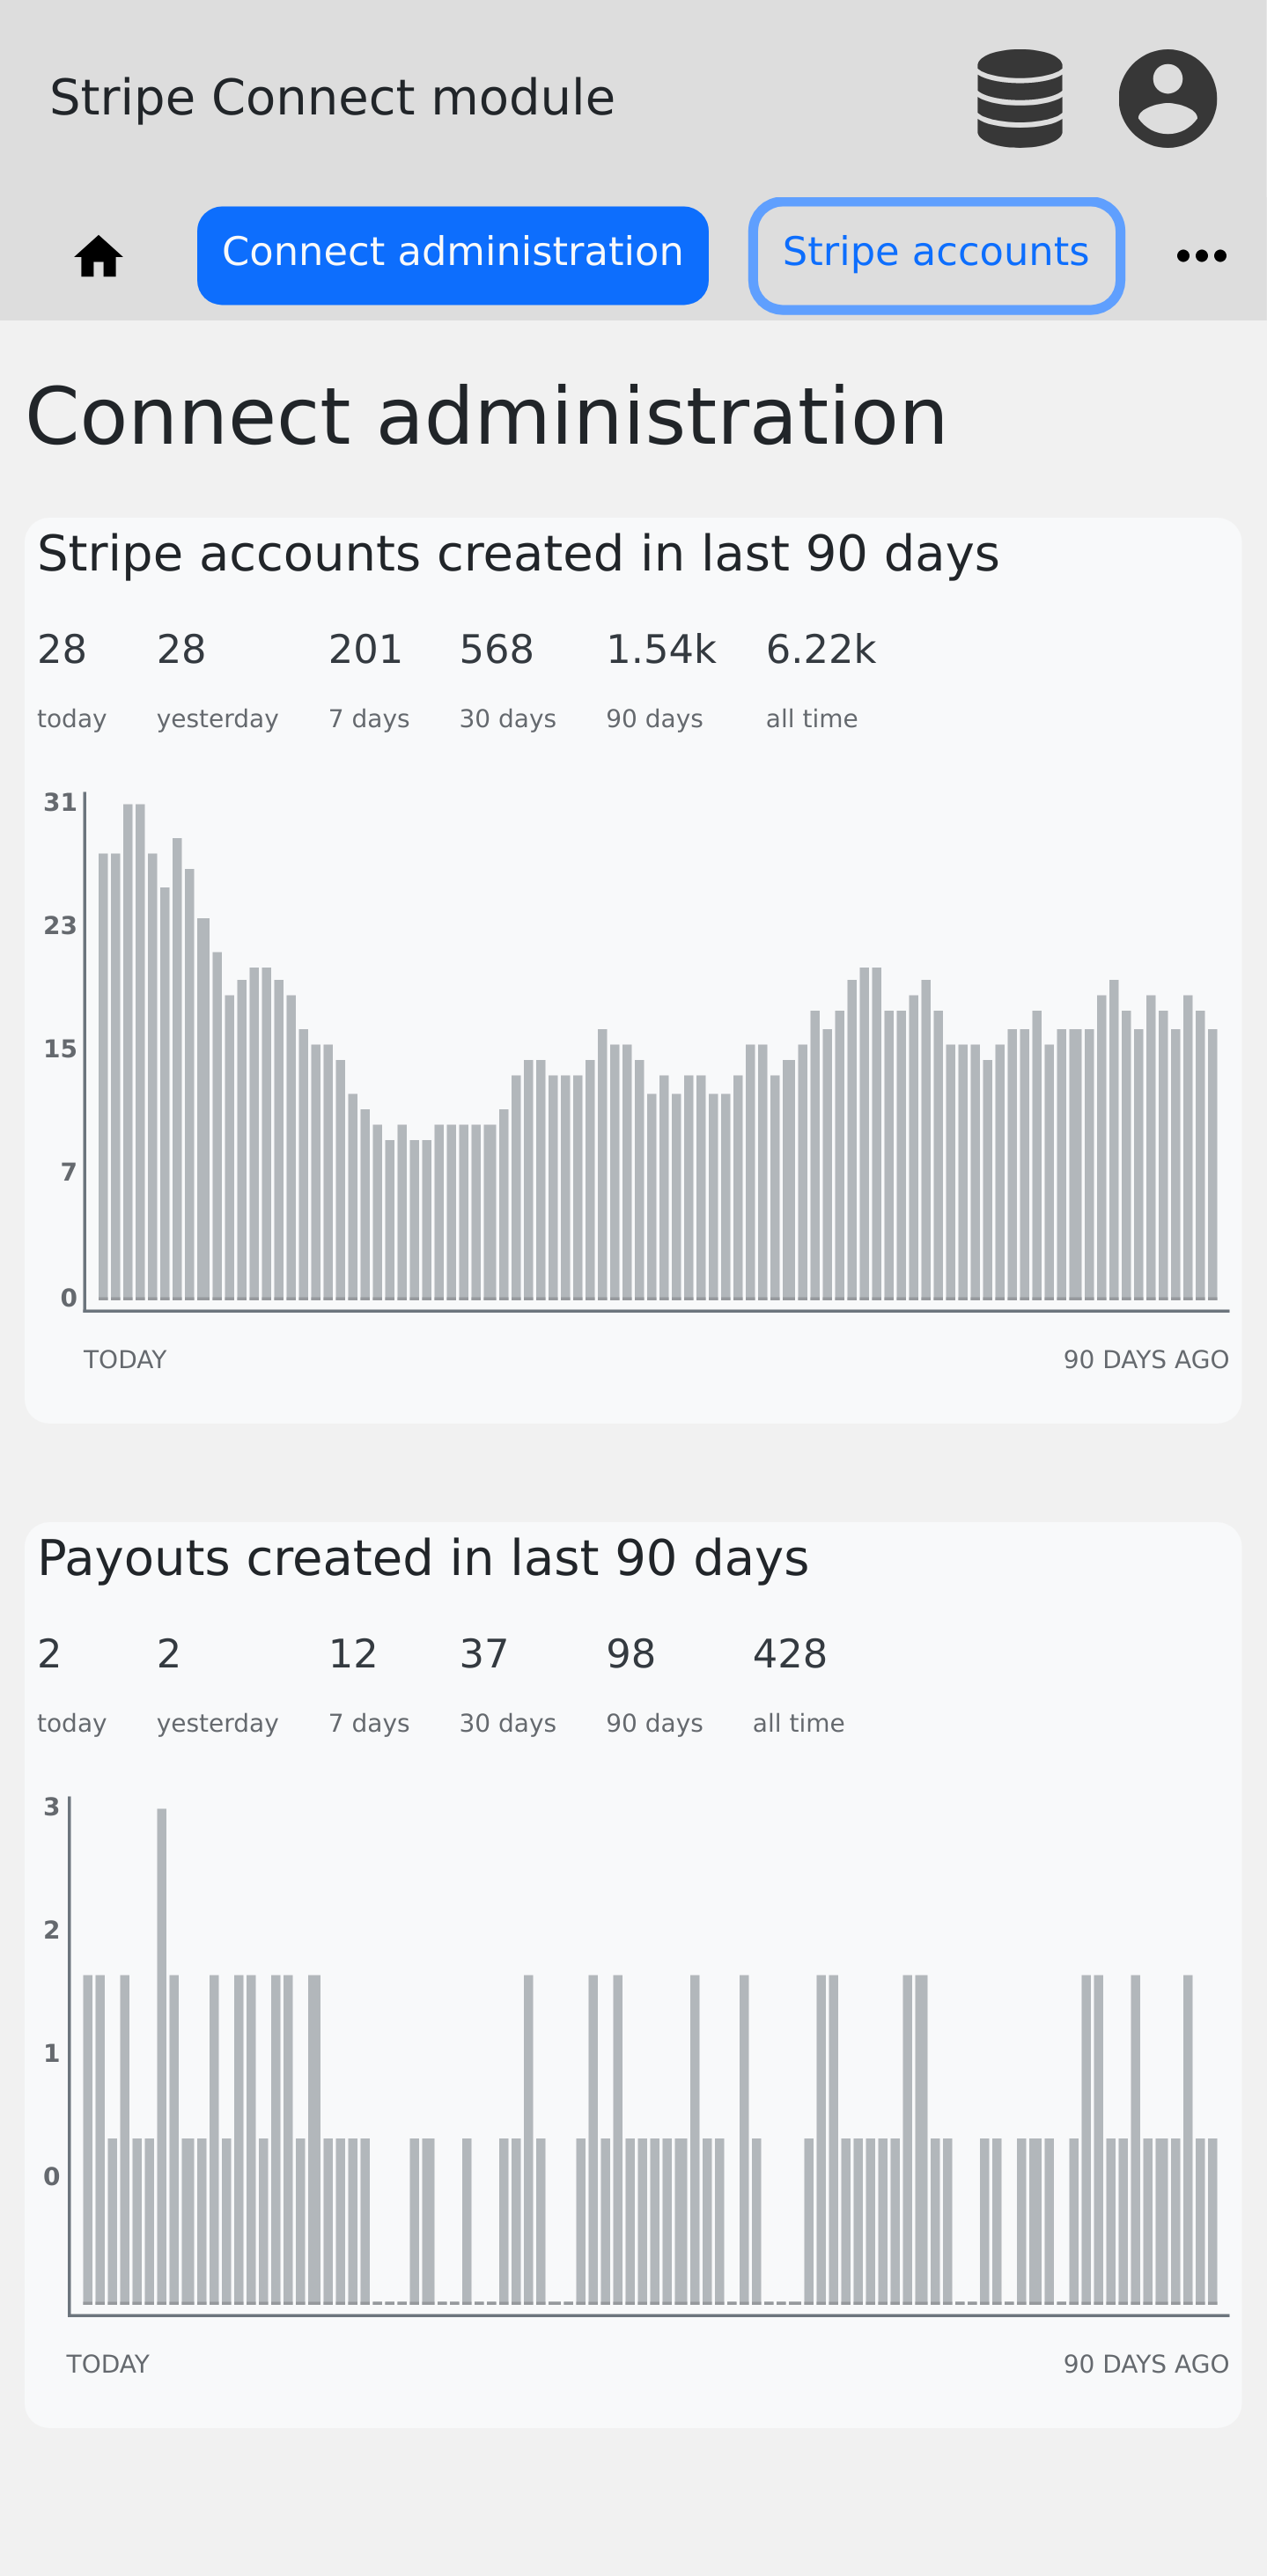 Stripe Connect module
Connect administration Stripe accounts
Connect administration
Stripe accounts created in last 90 days
28 28 201 568 1.54k 6.22k
today yesterday 7 days 30 days 90 days all time
31
23
15
7
0
TODAY 90 DAYS AGO
Payouts created in last 90 days
2 2 12 37 98 428
today yesterday 7 days 30 days 90 days all time
3
2
1
0
TODAY 90 DAYS AGO